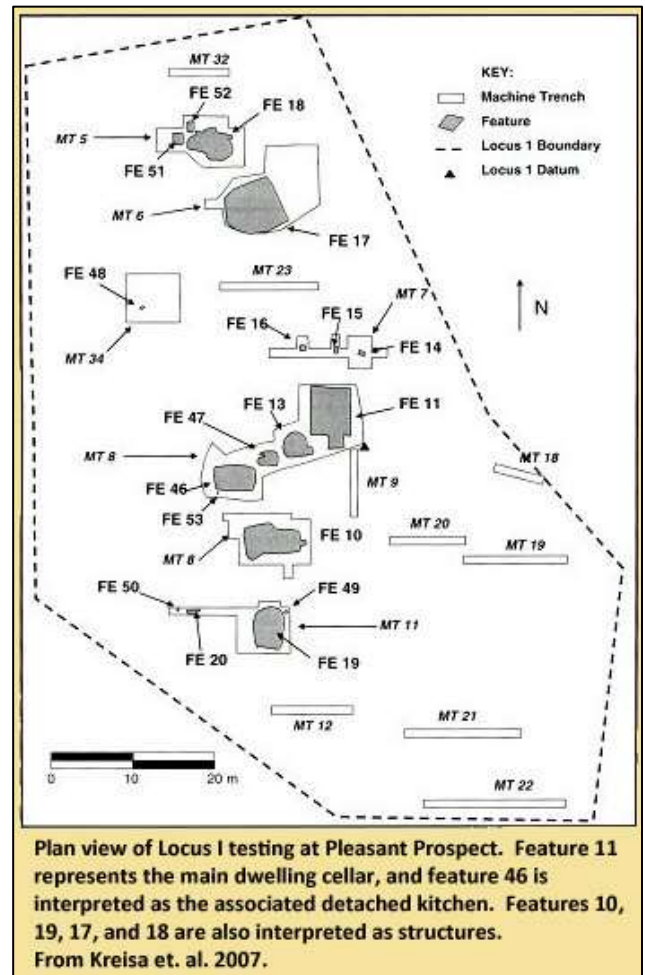 MT 32
KEY:
Machine Trench
Feature
Locus 1 Boundary
Locus 1 Datum
FE 52
FE 18
MT 5
FE 51
MT 6
FE 17
FE 48
MT 23
MT 7
FE 15
FE 16
FE 14
N
MT 34
FE 13
FE 11
FE 47
MT 8
MT 18
FE 46
MT 9
FE 53
FE 10
MT 20
MT 19
MT 8
FE 50
FE 49
MT 11
FE 20
FE 19
MT 12
MT 21
0 10 20 m
MT 22
Plan view of Locus I testing at Pleasant Prospect. Feature 11
represents the main dwelling cellar, and feature 46 is
interpreted as the associated detached kitchen. Features 10,
19, 17, and 18 are also interpreted as structures.
From Kreisa et. al. 2007.